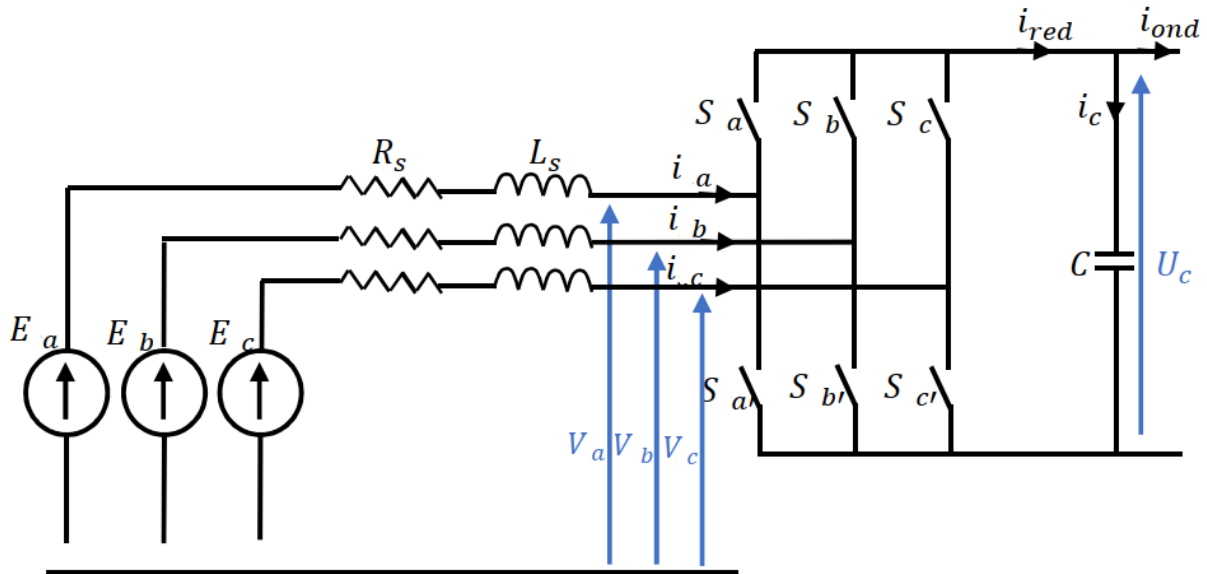 i_red i_ond
S_a S_b S_c i_c
R_s L_s i_a
i_b
i_c C U_c
E_a E_b E_c
S_a' S_b' S_c'
V_a V_b V_c